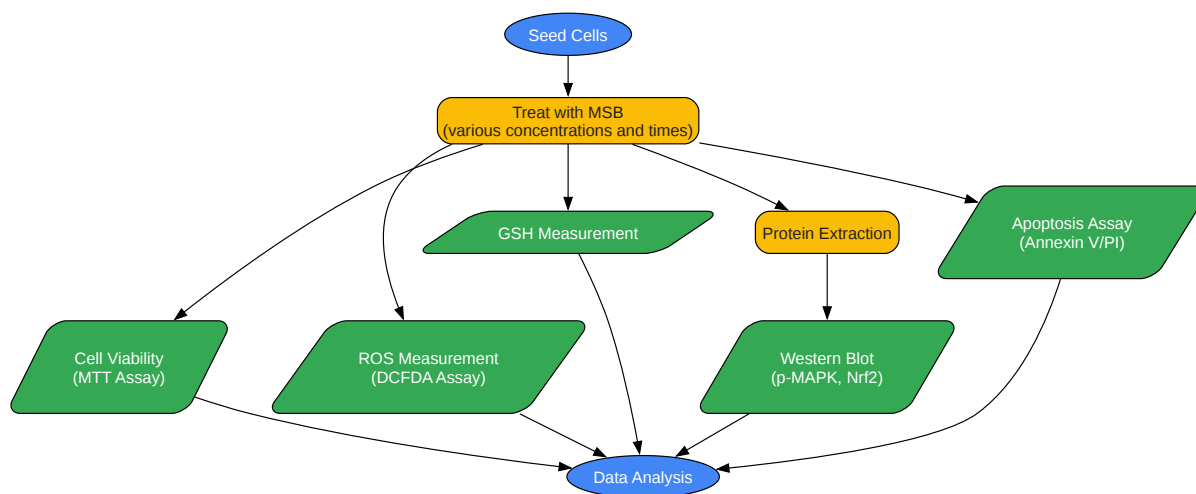 Seed Cells
Treat with MSB
(various concentrations and times)
GSH Measurement
Protein Extraction
Apoptosis Assay
(Annexin V/PI)
Cell Viability
(MTT Assay)
ROS Measurement
(DCFDA Assay)
Western Blot
(p-MAPK, Nrf2)
Data Analysis